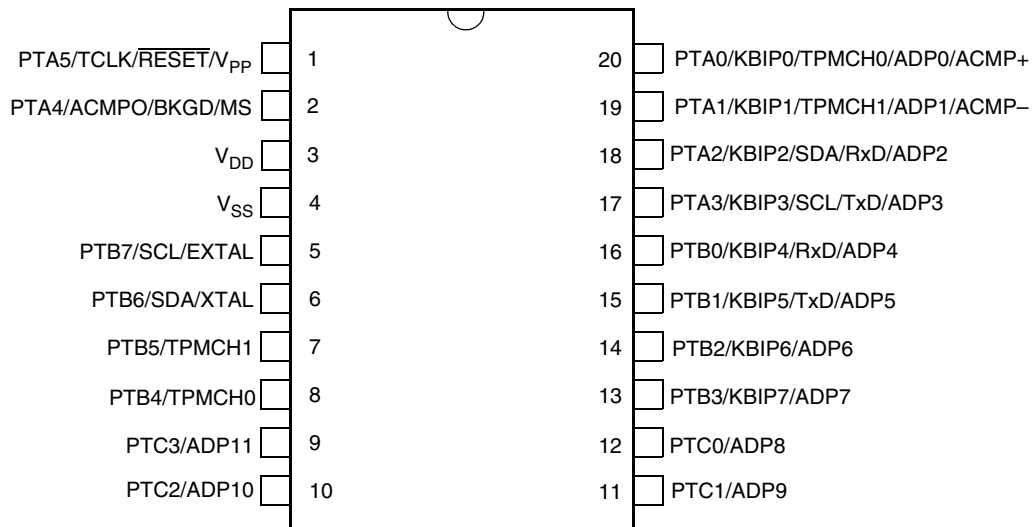 PTA5/TCLK/RESET/VPP 1 20 PTA0/KBIP0/TPMCH0/ADP0/ACMP+
PTA4/ACMPO/BKGD/MS 2 19 PTA1/KBIP1/TPMCH1/ADP1/ACMP–
VDD 3 18 PTA2/KBIP2/SDA/RxD/ADP2
VSS 4 17 PTA3/KBIP3/SCL/TxD/ADP3
PTB7/SCL/EXTAL 5 16 PTB0/KBIP4/RxD/ADP4
PTB6/SDA/XTAL 6 15 PTB1/KBIP5/TxD/ADP5
PTB5/TPMCH1 7 14 PTB2/KBIP6/ADP6
PTB4/TPMCH0 8 13 PTB3/KBIP7/ADP7
PTC3/ADP11 9 12 PTC0/ADP8
PTC2/ADP10 10 11 PTC1/ADP9